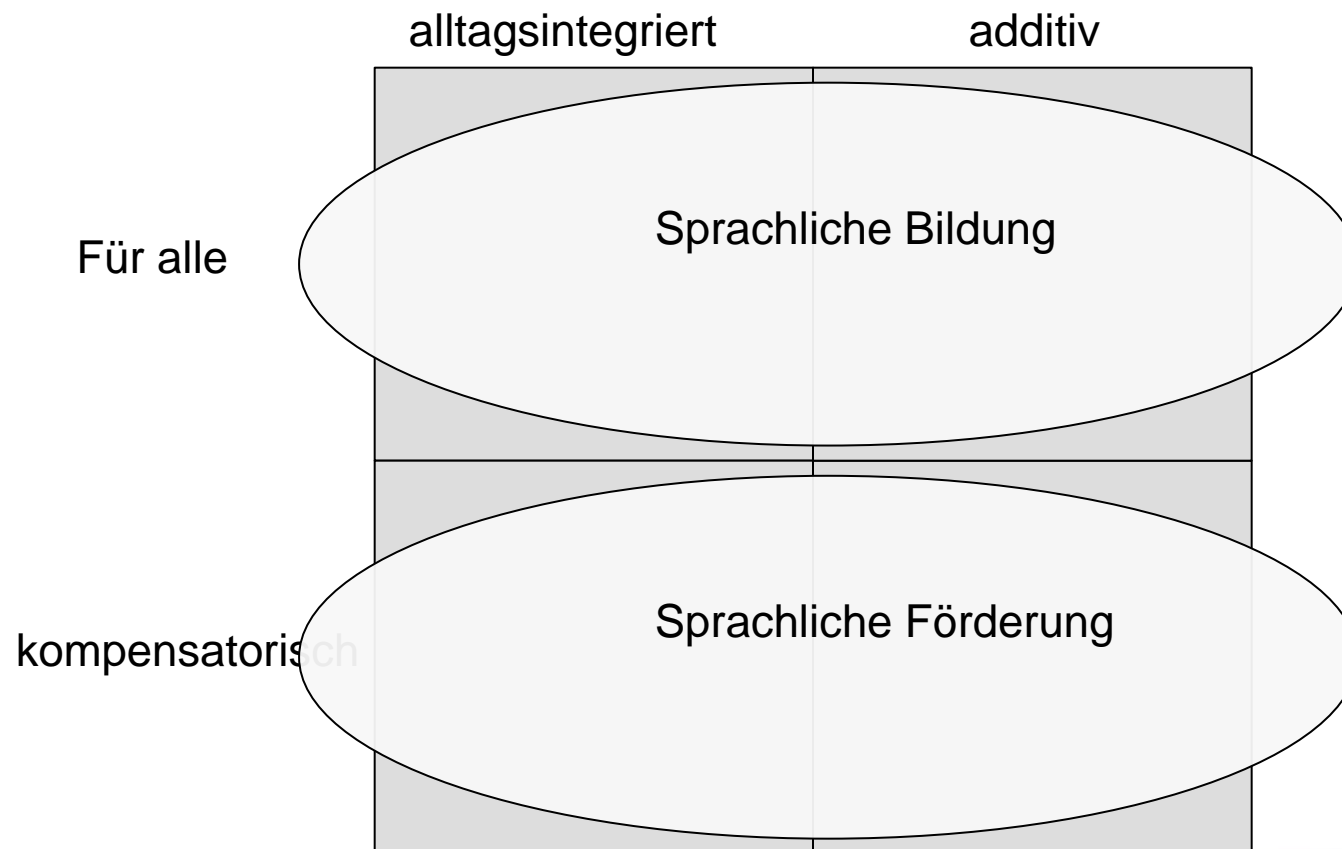 alltagsintegriert additiv
Sprachliche Bildung
Für alle
Sprachliche Förderung
kompensatorisch